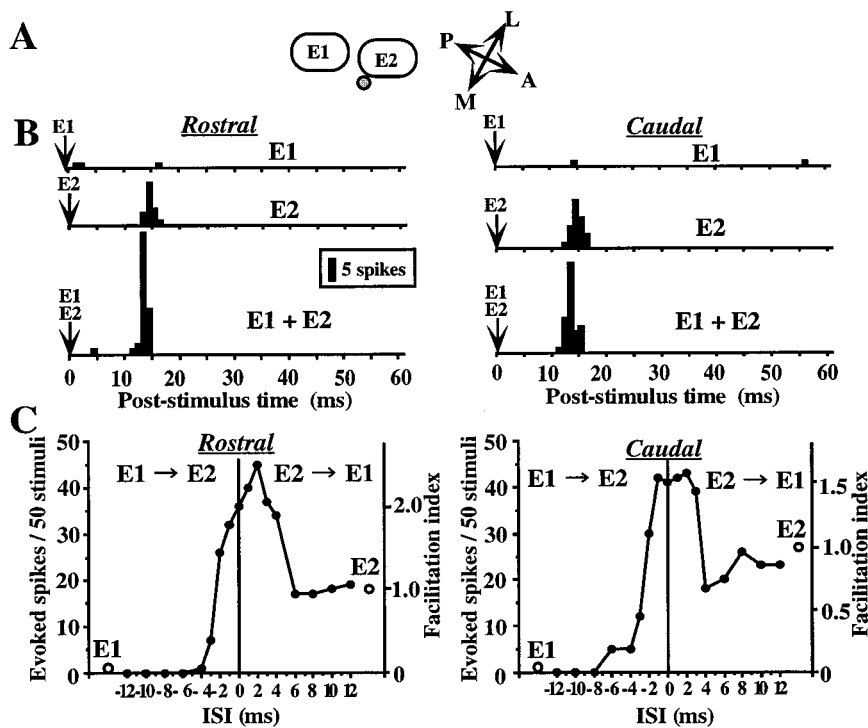 A
E1
E2
L
P
A
M
B
Rostral
E1
E1
E2
E2
5 spikes
E1
E2
E1 + E2
0 10 20 30 40 50 60
Post-stimulus time (ms)
Caudal
E1
E1
E2
E2
E1
E2
E1 + E2
0 10 20 30 40 50 60
Post-stimulus time (ms)
C
Rostral
E1 → E2
E2 → E1
Evoked spikes / 50 stimuli
50
40
30
20
10
0
2.0
1.0
0
Facilitation index
E1
E2
-12 -10 -8 -6 -4 -2 0 2 4 6 8 10 12
ISI (ms)
Caudal
E1 → E2
E2 → E1
Evoked spikes / 50 stimuli
50
40
30
20
10
0
1.5
1.0
0.5
0
Facilitation index
E1
E2
-12 -10 -8 -6 -4 -2 0 2 4 6 8 10 12
ISI (ms)